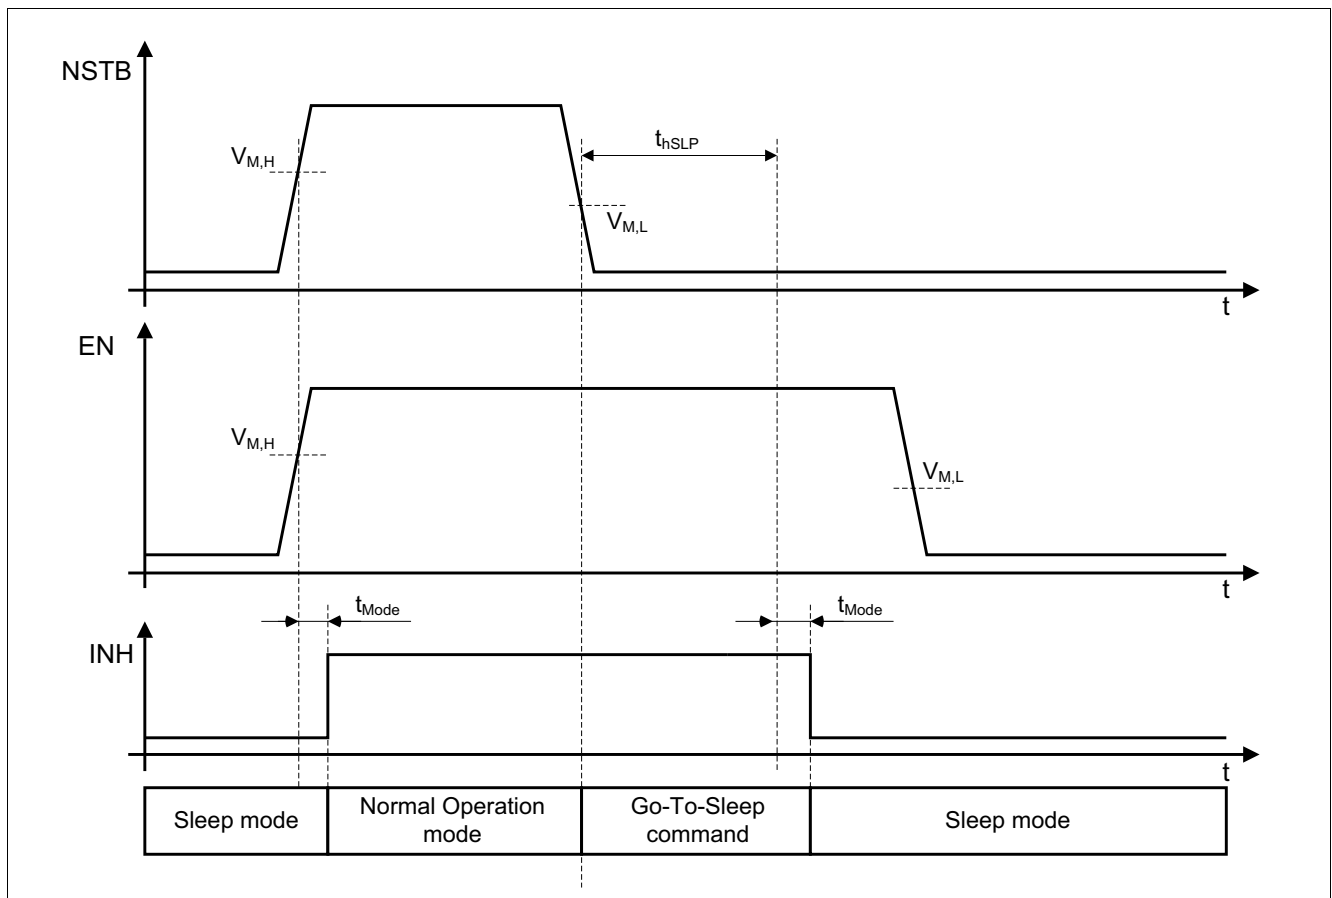 NSTB
t_hSLP
V_M,H
V_M,L
t
EN
V_M,H
V_M,L
t
t_Mode
t_Mode
INH
t
Sleep mode
Normal Operation
mode
Go-To-Sleep
command
Sleep mode